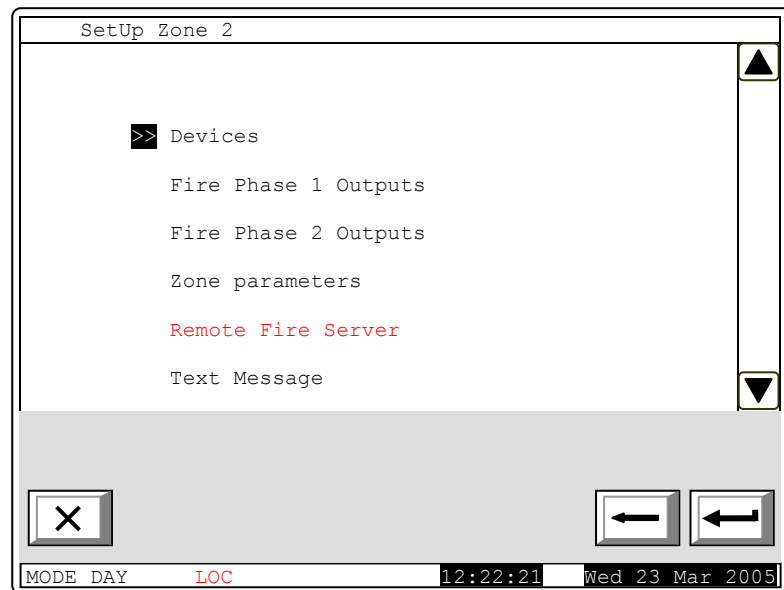 SetUp Zone 2
>> Devices
Fire Phase 1 Outputs
Fire Phase 2 Outputs
Zone parameters
Remote Fire Server
Text Message
MODE DAY LOC 12:22:21 Wed 23 Mar 2005